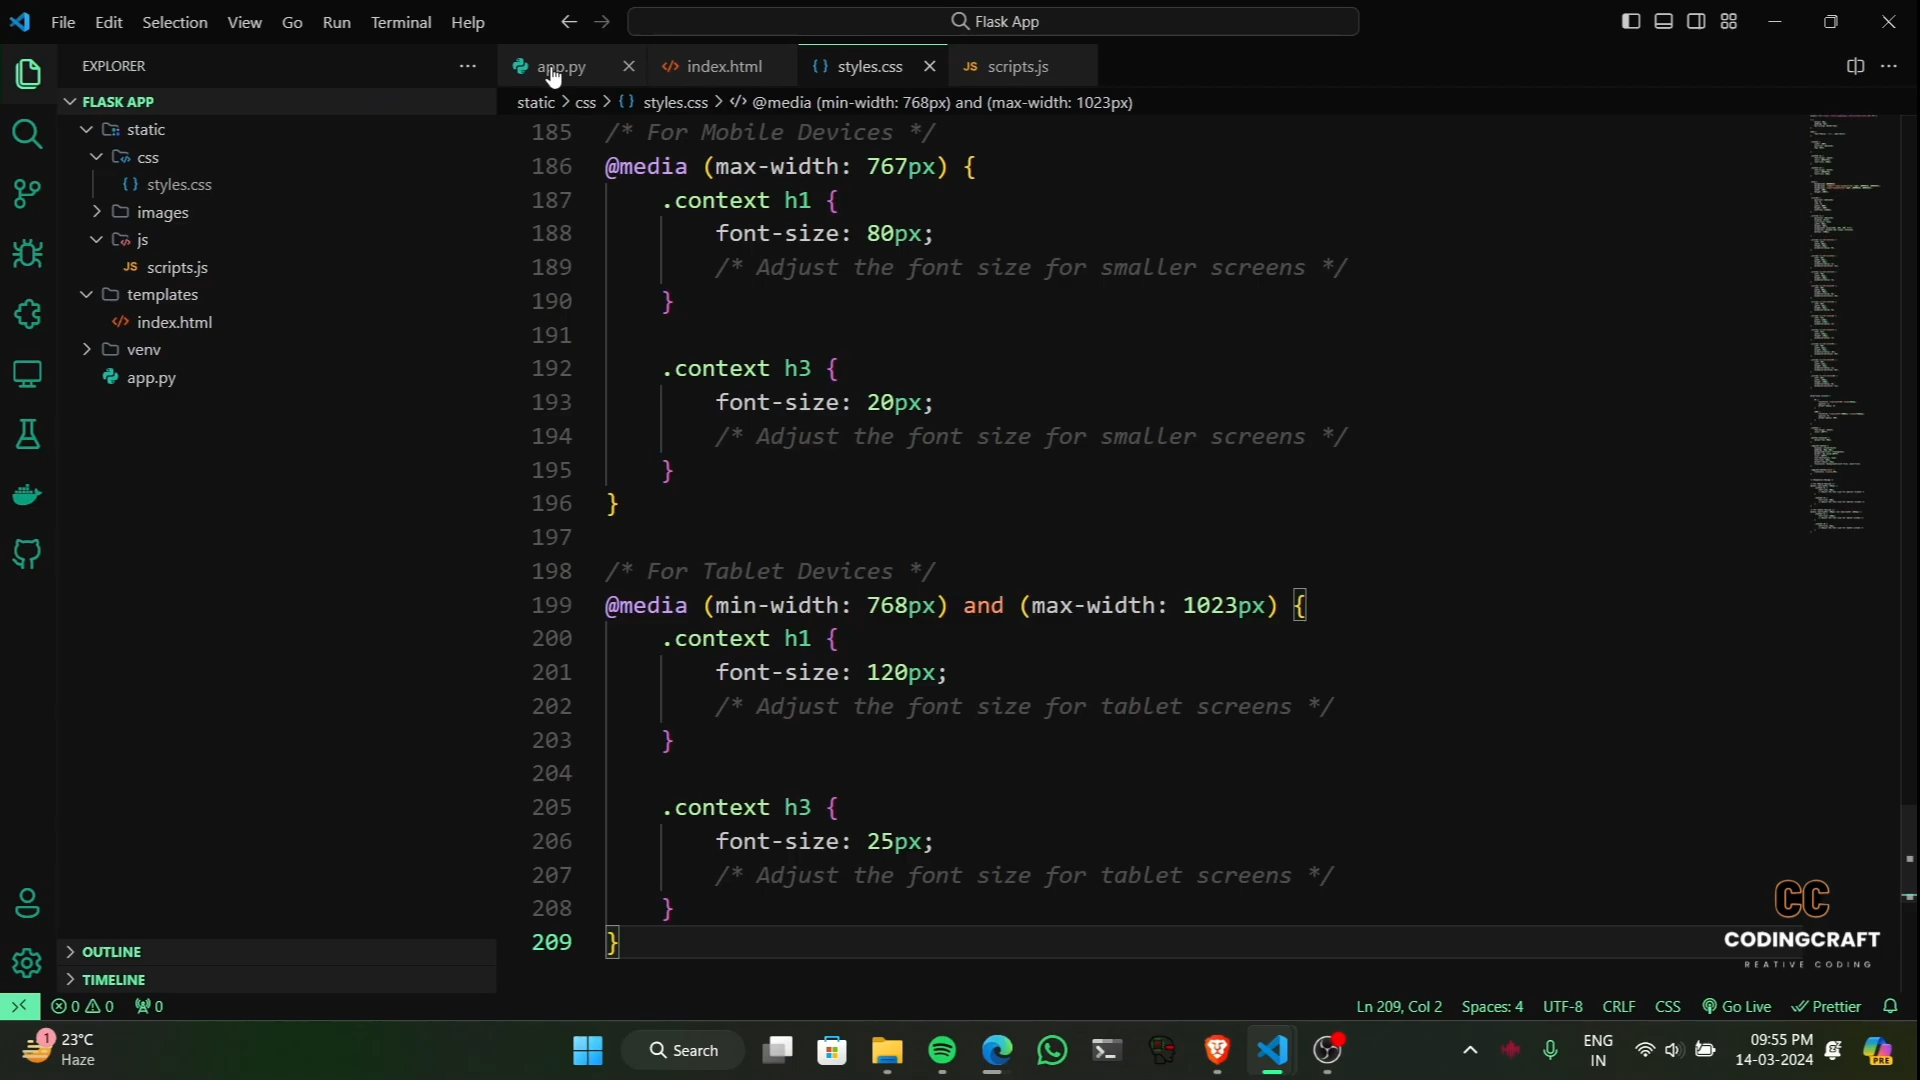 File Edit Selection View Go Run Terminal Help
Flask App
EXPLORER
FLASK APP
static
css
styles.css
images
js
JS scripts.js
templates
index.html
venv
app.py
OUTLINE
TIMELINE
app.py index.html styles.css JS scripts.js
static > css > {} styles.css > </> @media (min-width: 768px) and (max-width: 1023px)
185 /* For Mobile Devices */
186 @media (max-width: 767px) {
187 .context h1 {
188 font-size: 80px;
189 /* Adjust the font size for smaller screens */
190 }
191
192 .context h3 {
193 font-size: 20px;
194 /* Adjust the font size for smaller screens */
195 }
196 }
197
198 /* For Tablet Devices */
199 @media (min-width: 768px) and (max-width: 1023px) {
200 .context h1 {
201 font-size: 120px;
202 /* Adjust the font size for tablet screens */
203 }
204
205 .context h3 {
206 font-size: 25px;
207 /* Adjust the font size for tablet screens */
208 }
209 }
CC
CODINGCRAFT
REATIVE CODING
0 0 0 Ln 209, Col 2 Spaces: 4 UTF-8 CRLF CSS Go Live Prettier
1 23°C
Haze
Search
ENG
IN
09:55 PM
14-03-2024
PRE